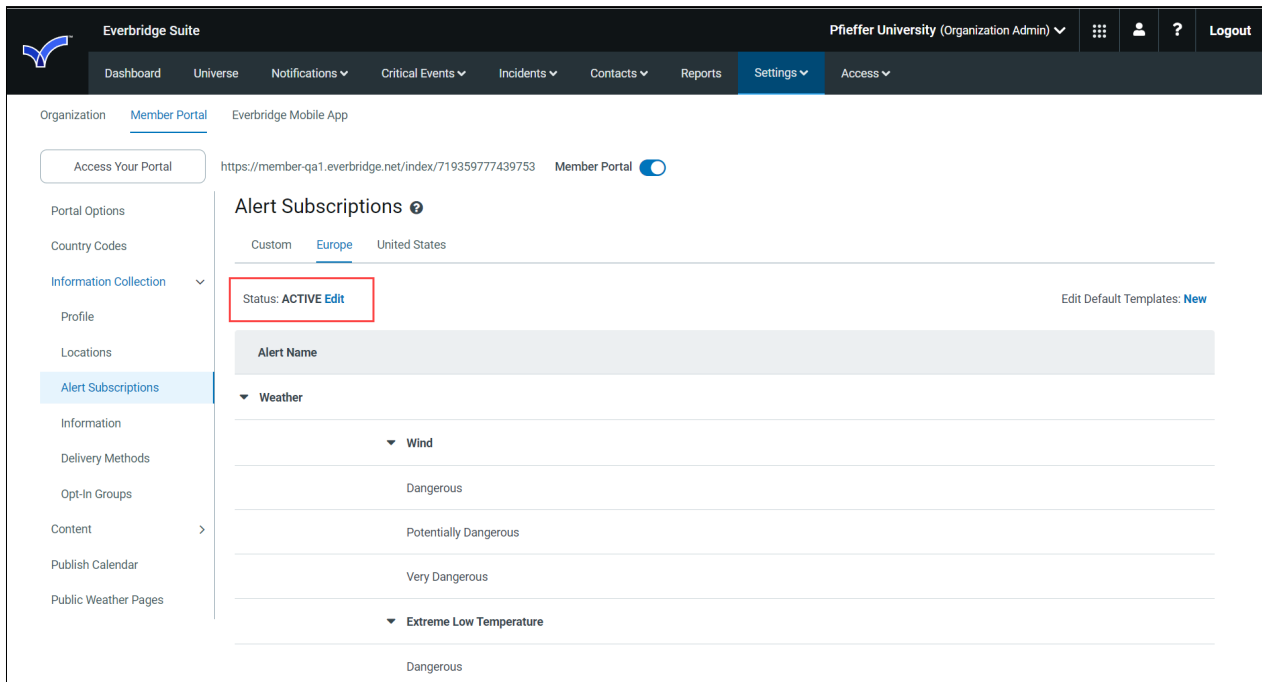 Everbridge Suite
Pfieffer University (Organization Admin)
?
Logout
Dashboard Universe Notifications Critical Events Incidents Contacts Reports Settings Access
Organization Member Portal Everbridge Mobile App
Access Your Portal https://member-qa1.everbridge.net/index/719359777439753 Member Portal
Portal Options
Country Codes
Information Collection
Profile
Locations
Alert Subscriptions
Information
Delivery Methods
Opt-In Groups
Content
Publish Calendar
Public Weather Pages
Alert Subscriptions ?
Custom Europe United States
Status: ACTIVE Edit Edit Default Templates: New
Alert Name
Weather
Wind
Dangerous
Potentially Dangerous
Very Dangerous
Extreme Low Temperature
Dangerous